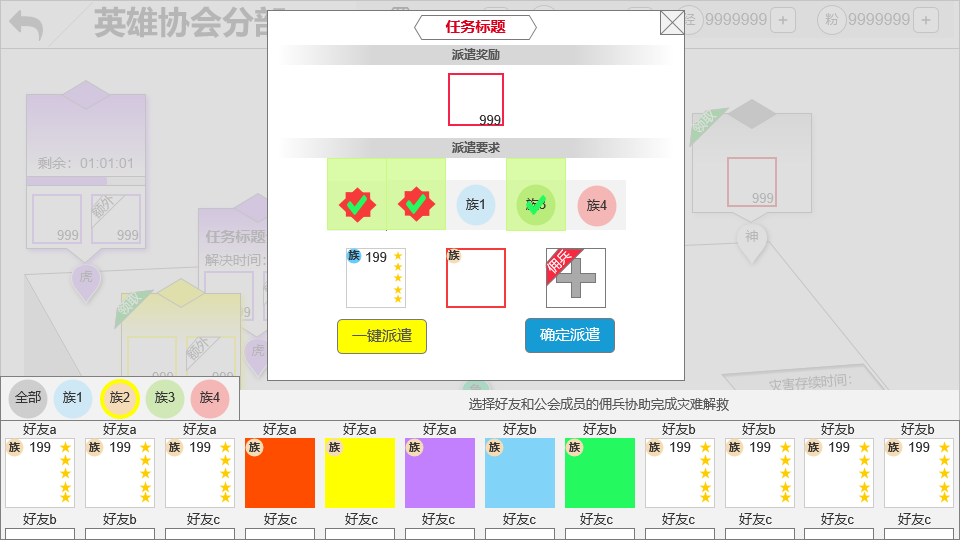 英雄协会分部
经 9999999 +
粉 9999999 +
任务标题
派遣奖励
999
派遣要求
族1
族3
族4
族 199
族
佣兵
一键派遣
确定派遣
剩余：01:01:01
999
额外
999
虎
任务标题
解决时间：
领取
额外
虎
领取
999
神
灾害存续时间：
全部
族1
族2
族3
族4
选择好友和公会成员的佣兵协助完成灾难解救
好友a 好友a 好友a 好友a 好友a 好友a 好友b 好友b 好友b 好友b 好友b 好友b
族 199 族 199 族 199 族 族 族 族 族 族 199 族 199 族 199 族 199
好友b 好友b 好友c 好友c 好友c 好友c 好友c 好友c 好友c 好友c 好友c 好友c